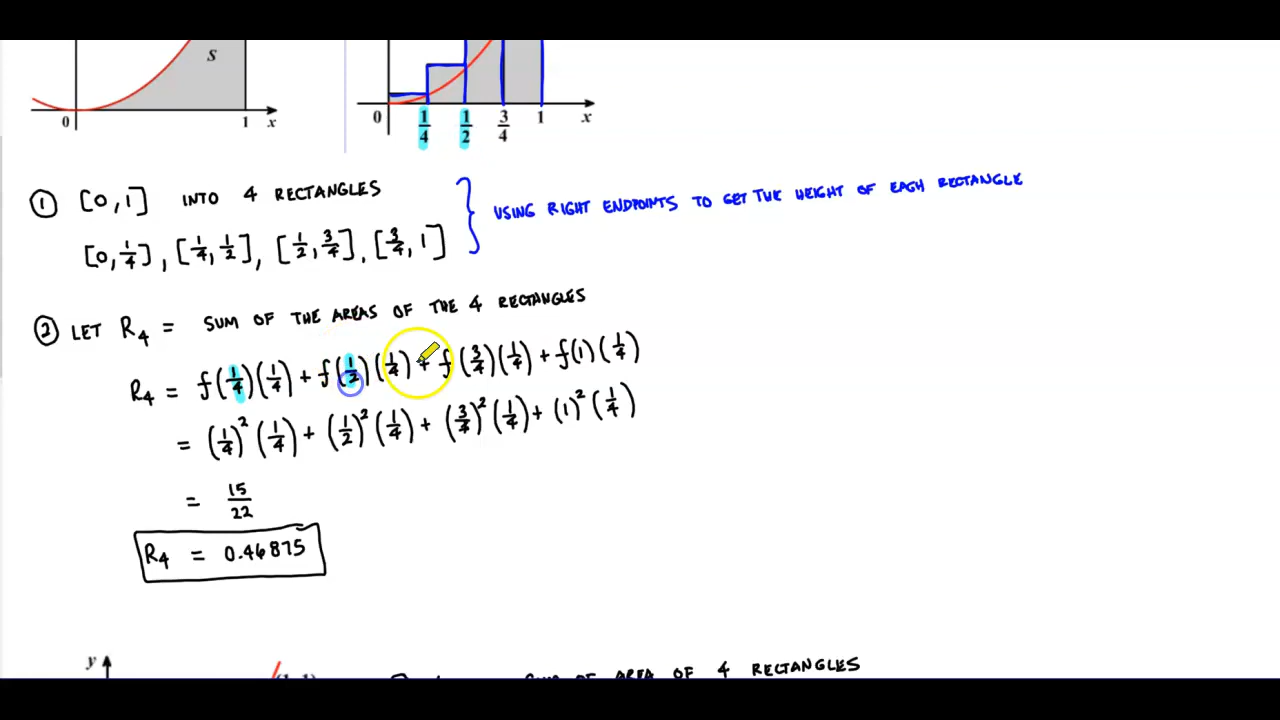 S
0 1 x
0 1/4 1/2 3/4 1 x
① [0,1] INTO 4 RECTANGLES
[0,1/4], [1/4,1/2], [1/2,3/4], [3/4,1]
USING RIGHT ENDPOINTS TO GET THE HEIGHT OF EACH RECTANGLE
② LET R₄ = SUM OF THE AREAS OF THE 4 RECTANGLES
R₄ = f(1/4)(1/4) + f(1/2)(1/4) + f(3/4)(1/4) + f(1)(1/4)
= (1/4)²(1/4) + (1/2)²(1/4) + (3/4)²(1/4) + (1)²(1/4)
= 15/22
R₄ = 0.46875
y
OF AREA OF 4 RECTANGLES